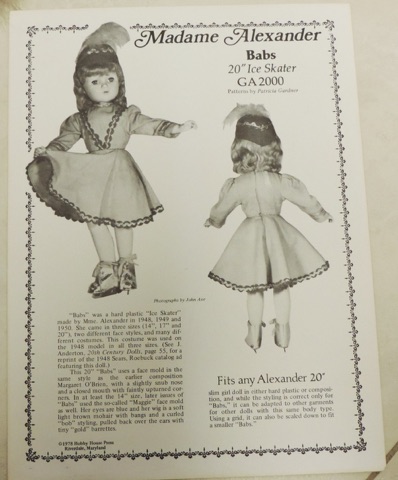 Madame Alexander
Babs
20" Ice Skater
GA2000
Patterns by Patricia Gardner
Photographs by John Axe
"Babs" was a hard plastic "Ice Skater"
made by Mme. Alexander in 1948, 1949 and
1950. She came in three sizes (14", 17" and
20"), two different face styles, and many dif-
ferent costumes. This costume was used on
the 1948 model in all three sizes. (See J.
Anderton, 20th Century Dolls, page 55, for a
reprint of the 1948 Sears, Roebuck catalog ad
featuring this doll.)
This 20" "Babs" uses a face mold in the
same style as the earlier composition
Margaret O'Brien, with a slightly snub nose
and a closed mouth with faintly upturned cor-
ners. In at least the 14" size, later issues of
"Babs" used the so-called "Maggie" face mold
as well. Her eyes are blue and her wig is a soft
light brown mohair with bangs and a curled
"bob" styling, pulled back over the ears with
tiny "gold" barrettes.
©1978 Hobby House Press
Riverdale, Maryland
Fits any Alexander 20"
slim girl doll in either hard plastic or composi-
tion, and while the styling is correct only for
"Babs," it can be adapted to other garments
for other dolls with this same body type.
Using a grid, it can also be scaled down to fit
a smaller "Babs."